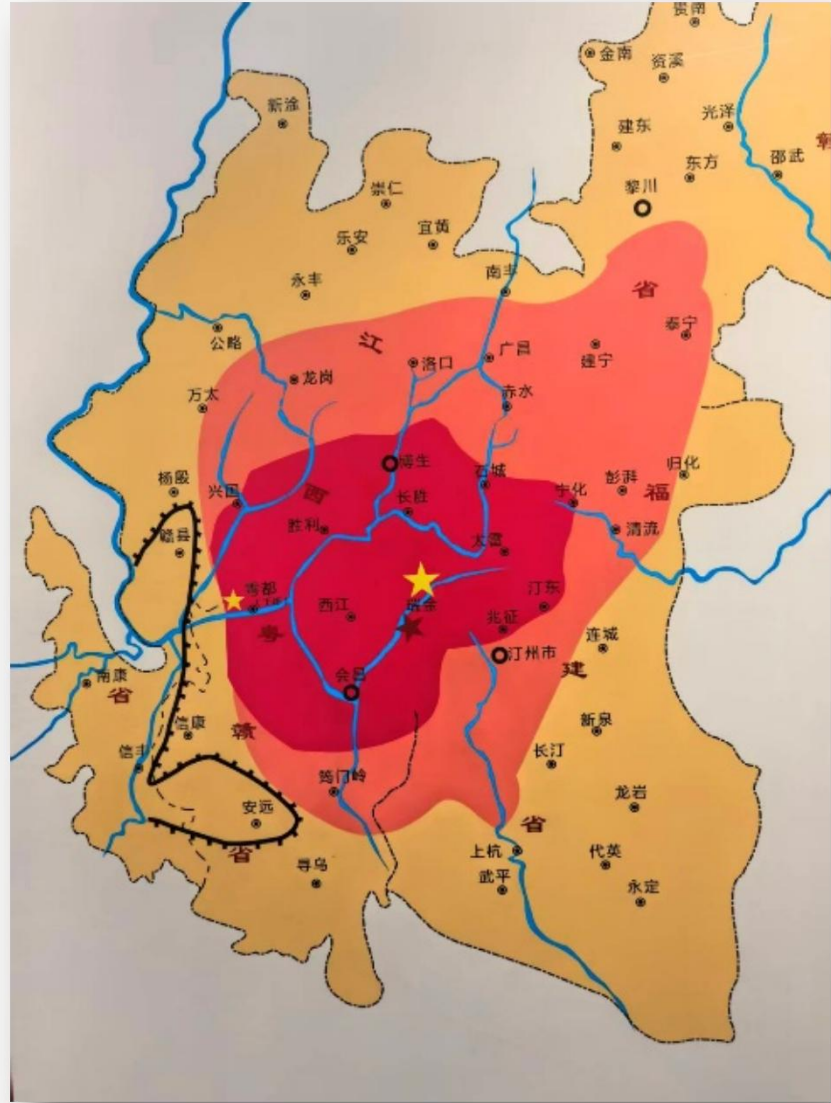 贵南
金南
资溪
光泽
建东
东方
邵武
黎川
新淦
崇仁
宜黄
乐安
南丰
永丰
省
泰宁
公略
江
洛口
广昌
建宁
龙岗
赤水
万太
博生
石城
归化
杨殷
兴国
西
长胜
宁化
彭湃
福
胜利
清流
赣县
太雷
雩都
西江
瑞金
汀东
兆征
粤
连城
汀州市
会昌
建
南康
省
信康
赣
新泉
信丰
长汀
筠门岭
龙岩
安远
省
省
上杭
代英
寻乌
武平
永定